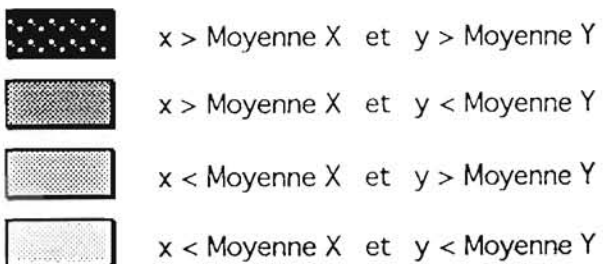 x > Moyenne X et y > Moyenne Y
x > Moyenne X et y < Moyenne Y
x < Moyenne X et y > Moyenne Y
x < Moyenne X et y < Moyenne Y